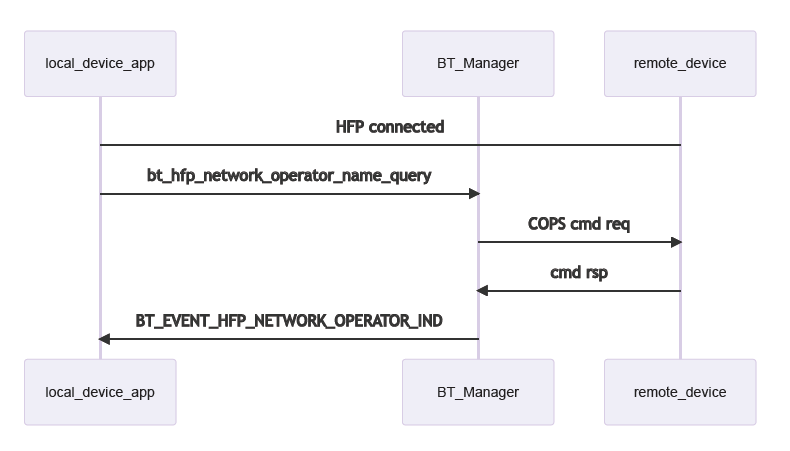 local_device_app
BT_Manager
remote_device
HFP connected
bt_hfp_network_operator_name_query
COPS cmd req
cmd rsp
BT_EVENT_HFP_NETWORK_OPERATOR_IND
local_device_app
BT_Manager
remote_device